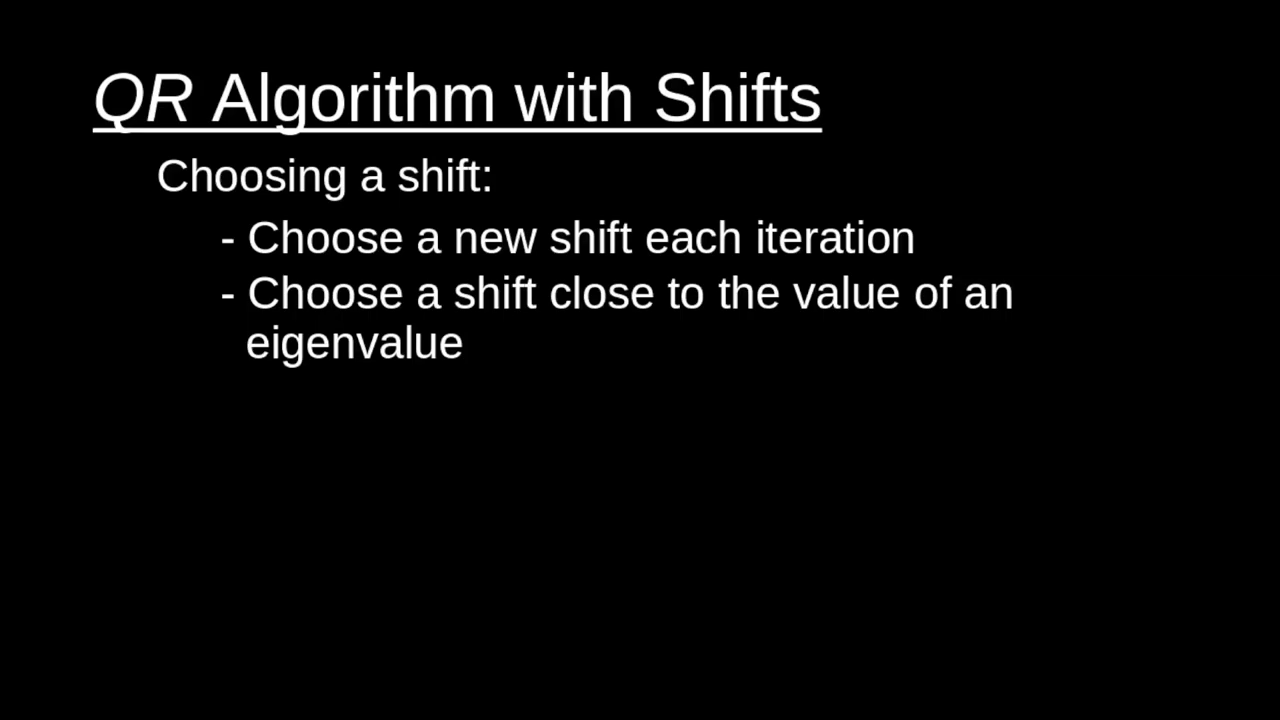 QR Algorithm with Shifts
Choosing a shift:
- Choose a new shift each iteration
- Choose a shift close to the value of an
eigenvalue